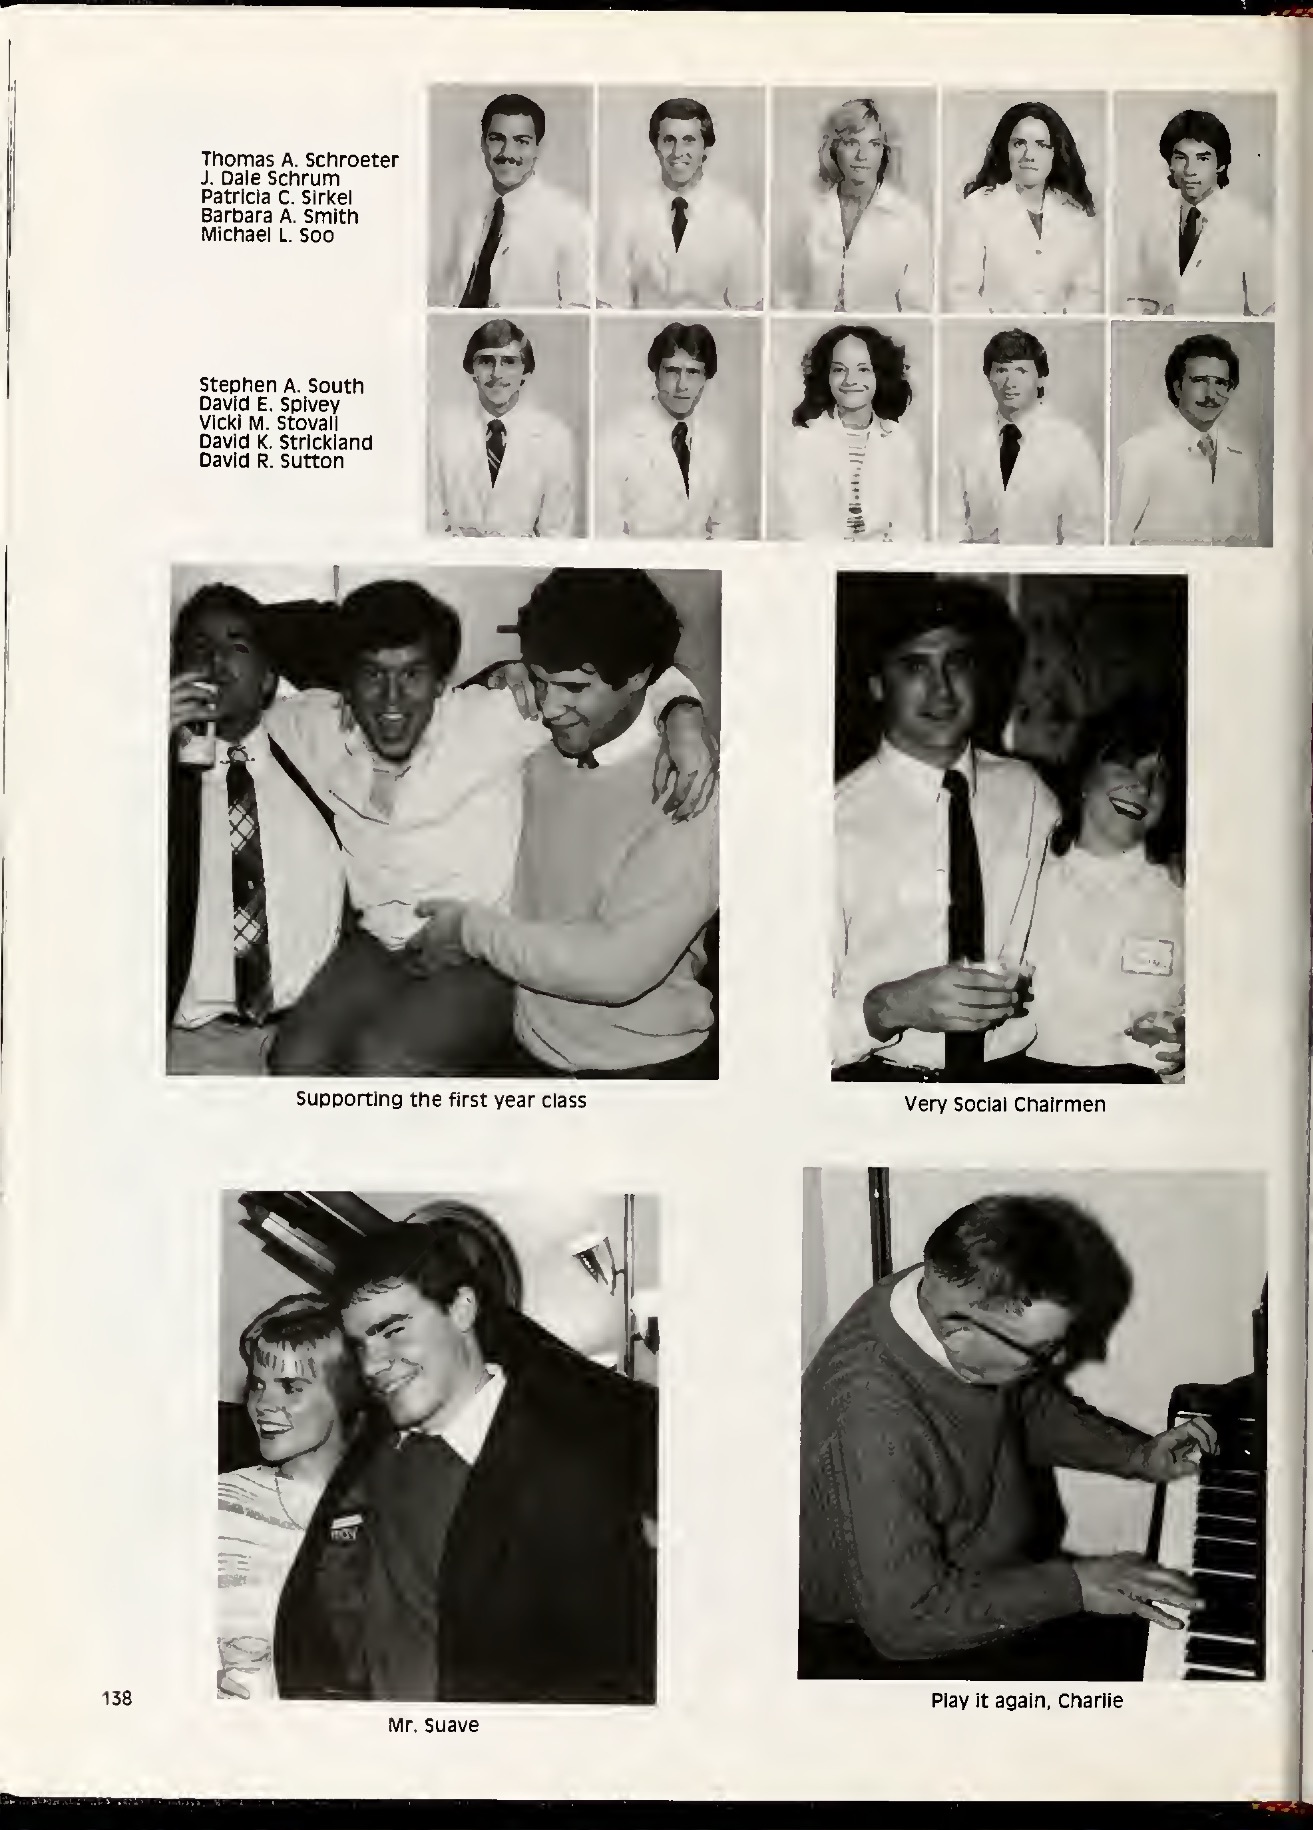 Thomas A. Schroeter
J. Dale Schrum
Patricia C. Sirkel
Barbara A. Smith
Michael L. Soo
Stephen A. South
David E. Spivey
Vicki M. Stovall
David K. Strickland
David R. Sutton
Supporting the first year class
Very Social Chairmen
138
Mr. Suave
Play it again, Charlie